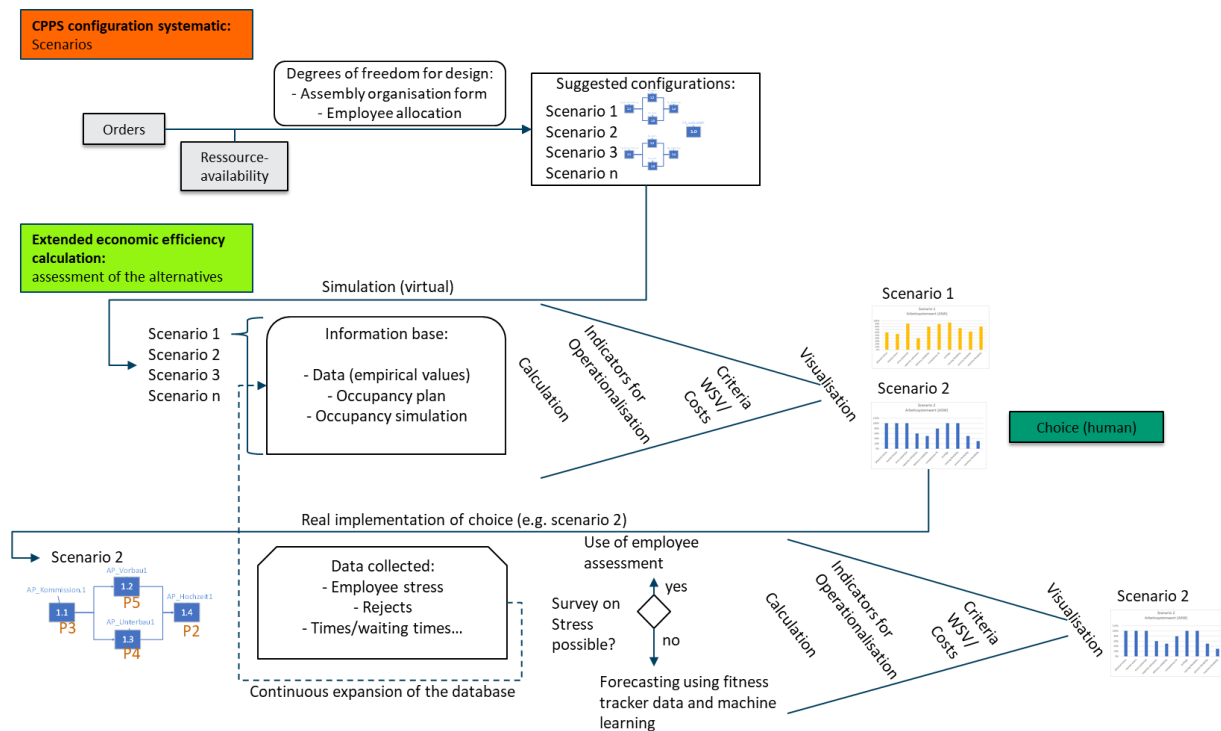 CPPS configuration systematic:
Scenarios
Degrees of freedom for design:
- Assembly organisation form
- Employee allocation
Orders
Ressource-
availability
Suggested configurations:
Scenario 1
Scenario 2
Scenario 3
Scenario n
Extended economic efficiency
calculation:
assessment of the alternatives
Simulation (virtual)
Scenario 1
Scenario 2
Scenario 3
Scenario n
Information base:
- Data (empirical values)
- Occupancy plan
- Occupancy simulation
Calculation
Indicators for
Operationalisation
Criteria
WSV/
Costs
Visualisation
Scenario 1
Scenario 2
Choice (human)
Real implementation of choice (e.g. scenario 2)
Scenario 2
AP_Kommission.1
1.1
P3
AP_Vorbau1
1.2
P5
AP_Unterbau1
1.3
P4
AP_Hochzeit1
1.4
P2
Data collected:
- Employee stress
- Rejects
- Times/waiting times...
Continuous expansion of the database
Use of employee
assessment
yes
Survey on
Stress
possible?
no
Forecasting using fitness
tracker data and machine
learning
Calculation
Indicators for
Operationalisation
Criteria
WSV/
Costs
Visualisation
Scenario 2